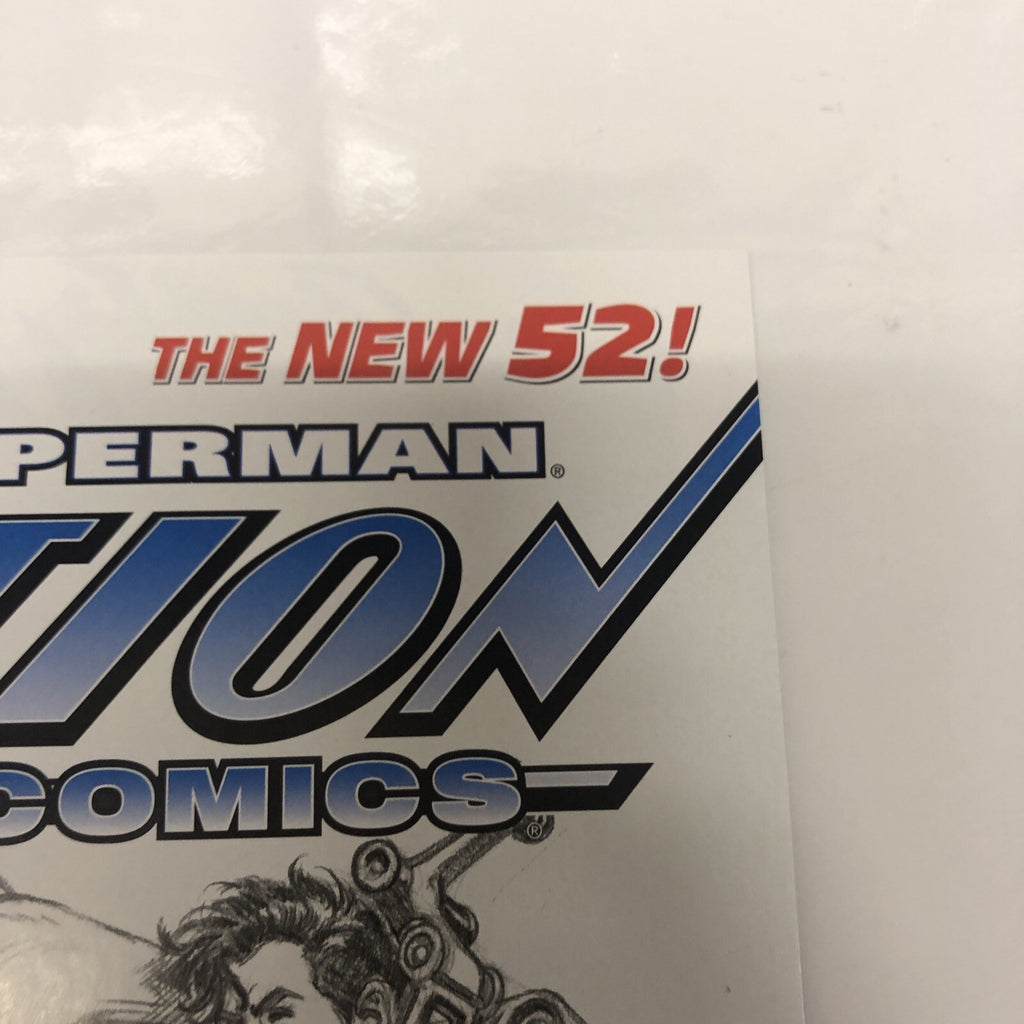 THE NEW 52!
PERMAN®
TION
COMICS®